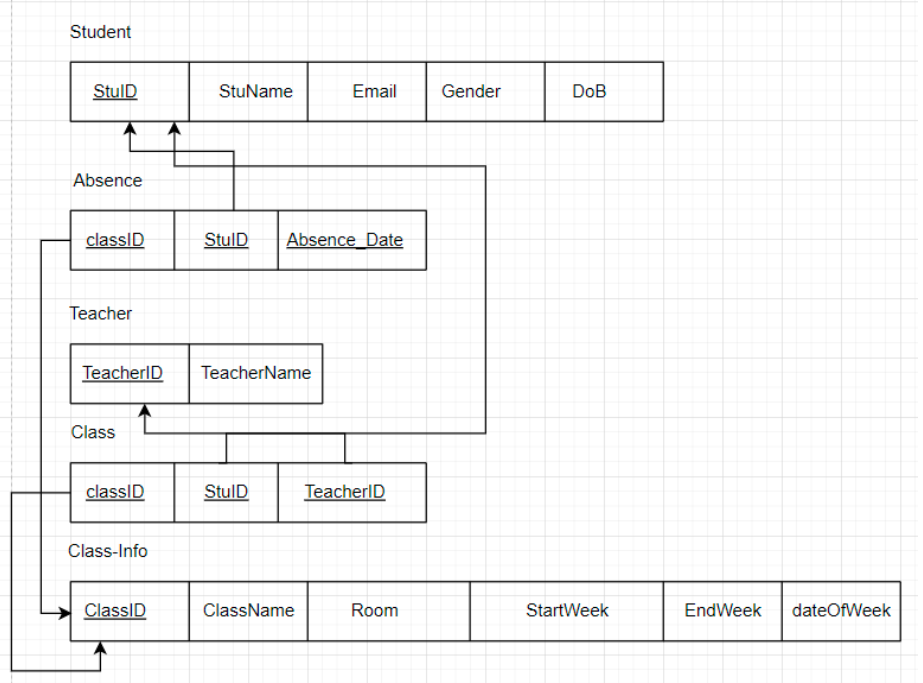 Student
StuID StuName Email Gender DoB
Absence
classID StuID Absence_Date
Teacher
TeacherID TeacherName
Class
classID StuID TeacherID
Class-Info
ClassID ClassName Room StartWeek EndWeek dateOfWeek